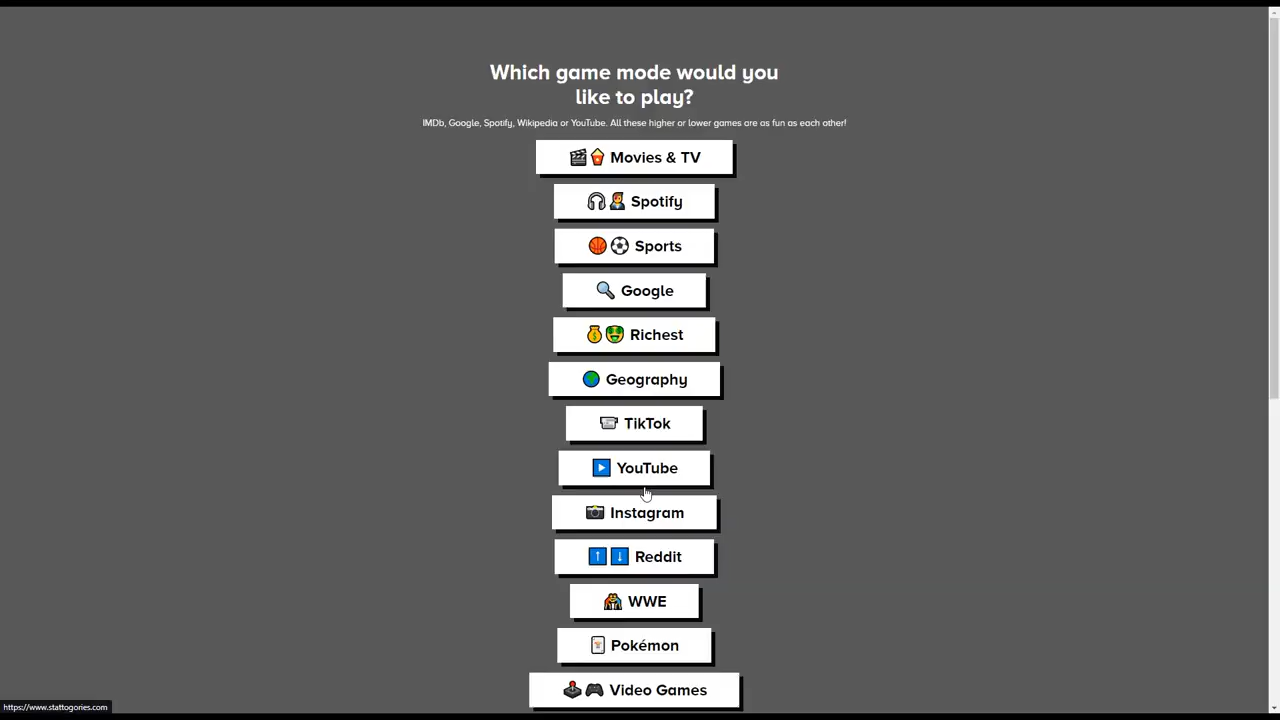 Which game mode would you
like to play?
IMDb, Google, Spotify, Wikipedia or YouTube. All these higher or lower games are as fun as each other!
Movies & TV
Spotify
Sports
Google
Richest
Geography
TikTok
YouTube
Instagram
Reddit
WWE
Pokémon
Video Games
https://www.stattogories.com